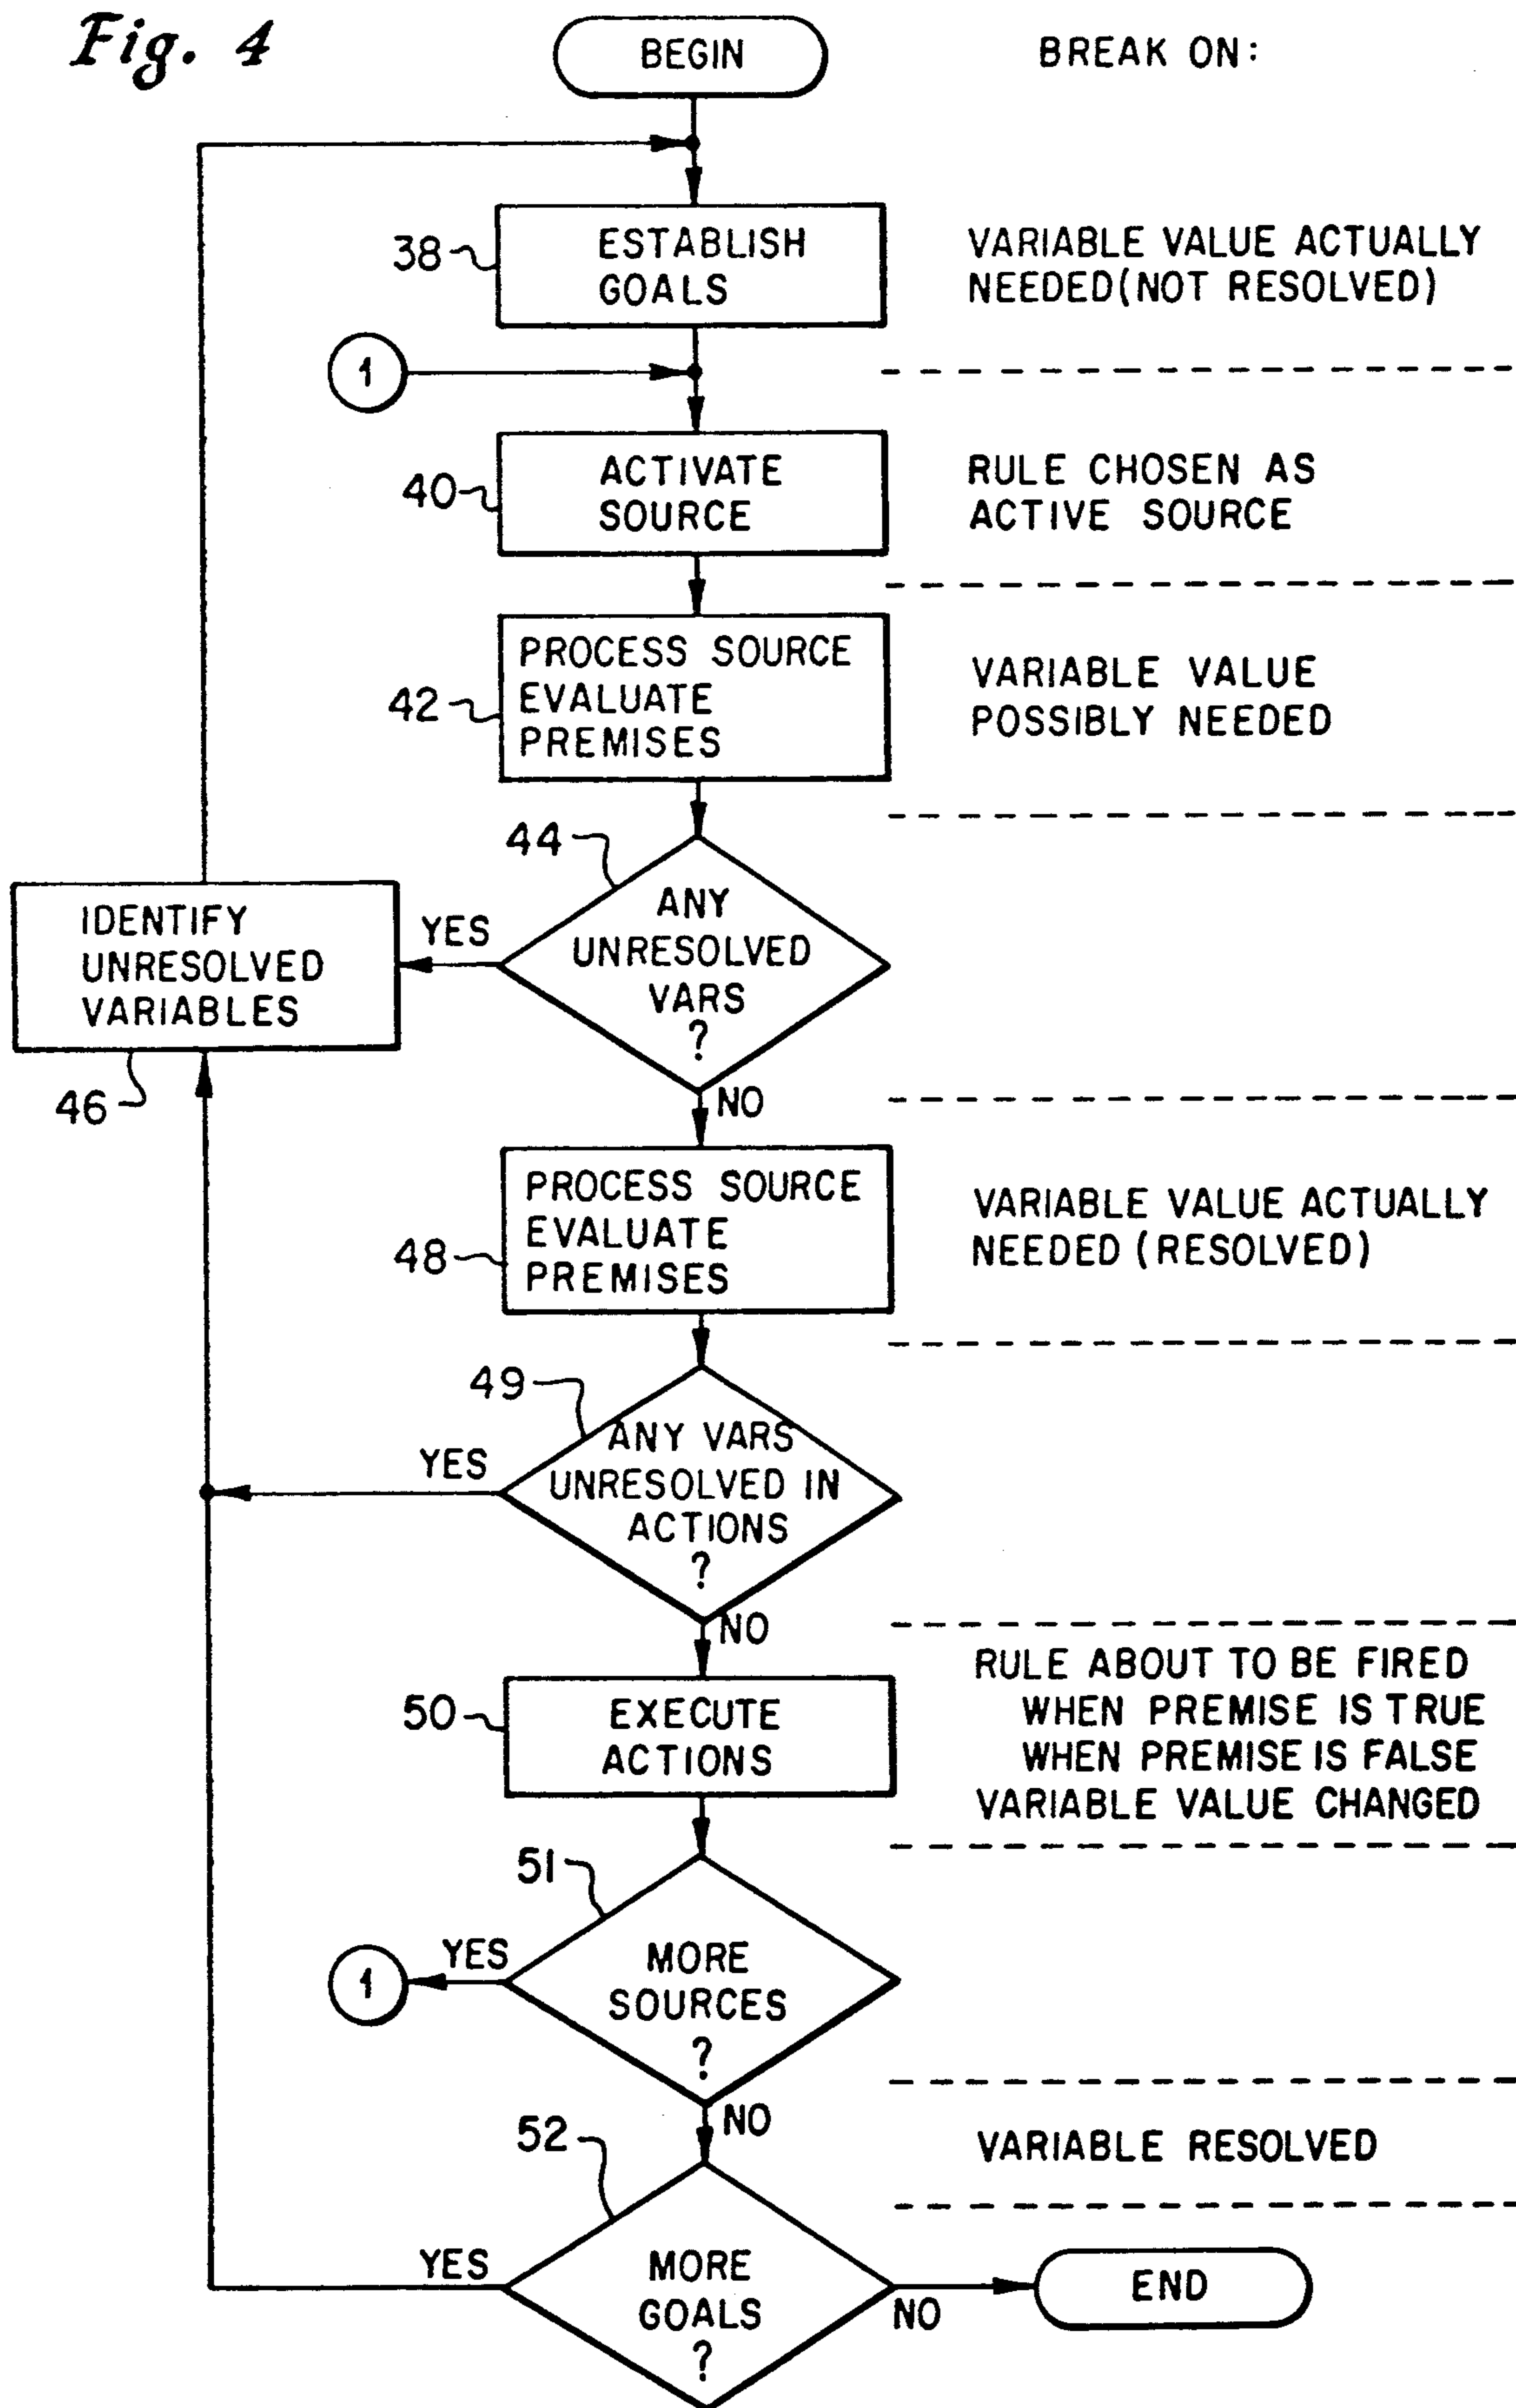 Fig. 4
BEGIN
BREAK ON:
38
ESTABLISH
GOALS
VARIABLE VALUE ACTUALLY
NEEDED(NOT RESOLVED)
1
40
ACTIVATE
SOURCE
RULE CHOSEN AS
ACTIVE SOURCE
42
PROCESS SOURCE
EVALUATE
PREMISES
VARIABLE VALUE
POSSIBLY NEEDED
44
ANY
UNRESOLVED
VARS
?
YES
IDENTIFY
UNRESOLVED
VARIABLES
46
NO
48
PROCESS SOURCE
EVALUATE
PREMISES
VARIABLE VALUE ACTUALLY
NEEDED (RESOLVED)
49
ANY VARS
UNRESOLVED IN
ACTIONS
?
YES
NO
50
EXECUTE
ACTIONS
RULE ABOUT TO BE FIRED
WHEN PREMISE IS TRUE
WHEN PREMISE IS FALSE
VARIABLE VALUE CHANGED
51
MORE
SOURCES
?
YES
1
NO
VARIABLE RESOLVED
52
MORE
GOALS
?
YES
NO
END